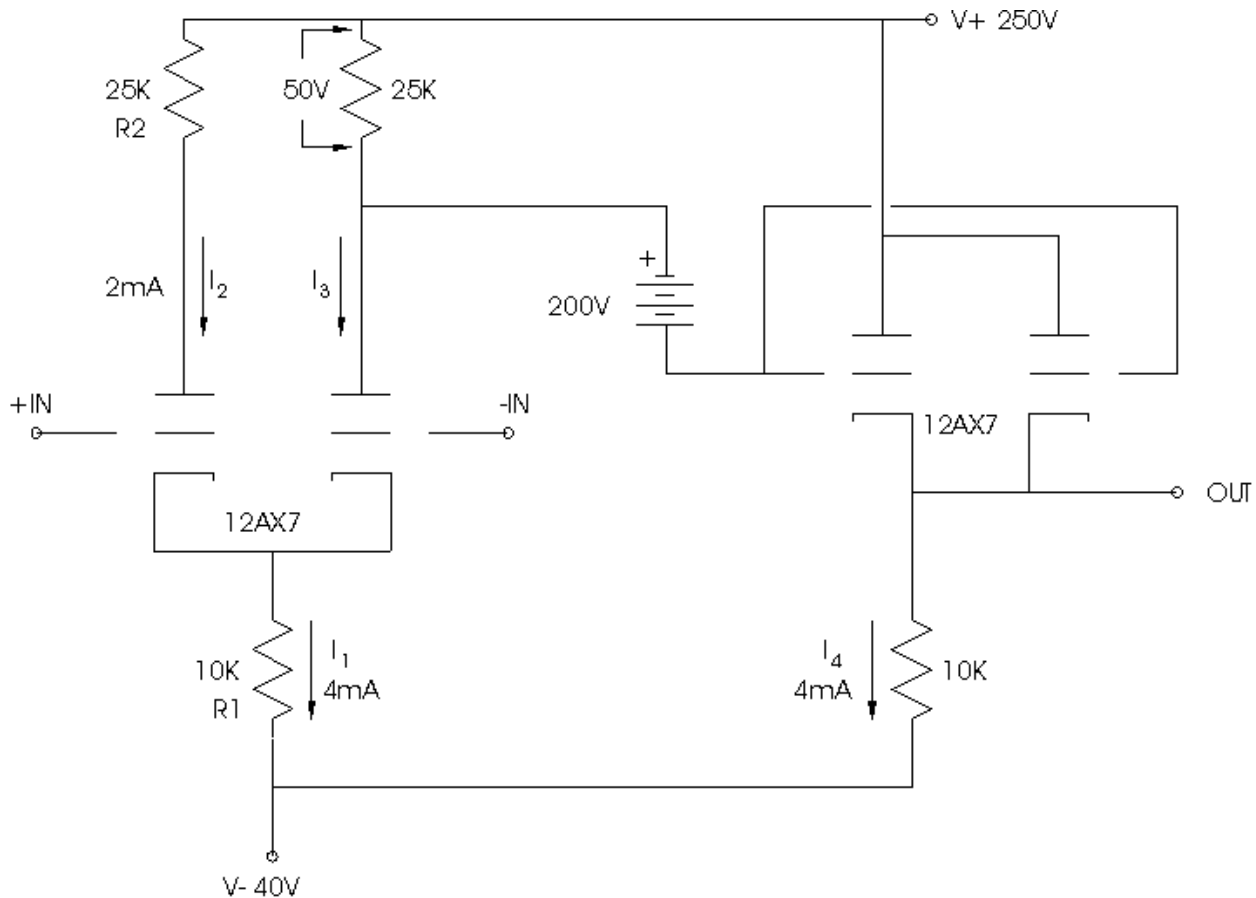 V+ 250V
25K
R2
50V
25K
2mA
I2
I3
+
200V
+IN
-IN
12AX7
12AX7
OUT
10K
R1
I1
4mA
I4
4mA
10K
V- 40V